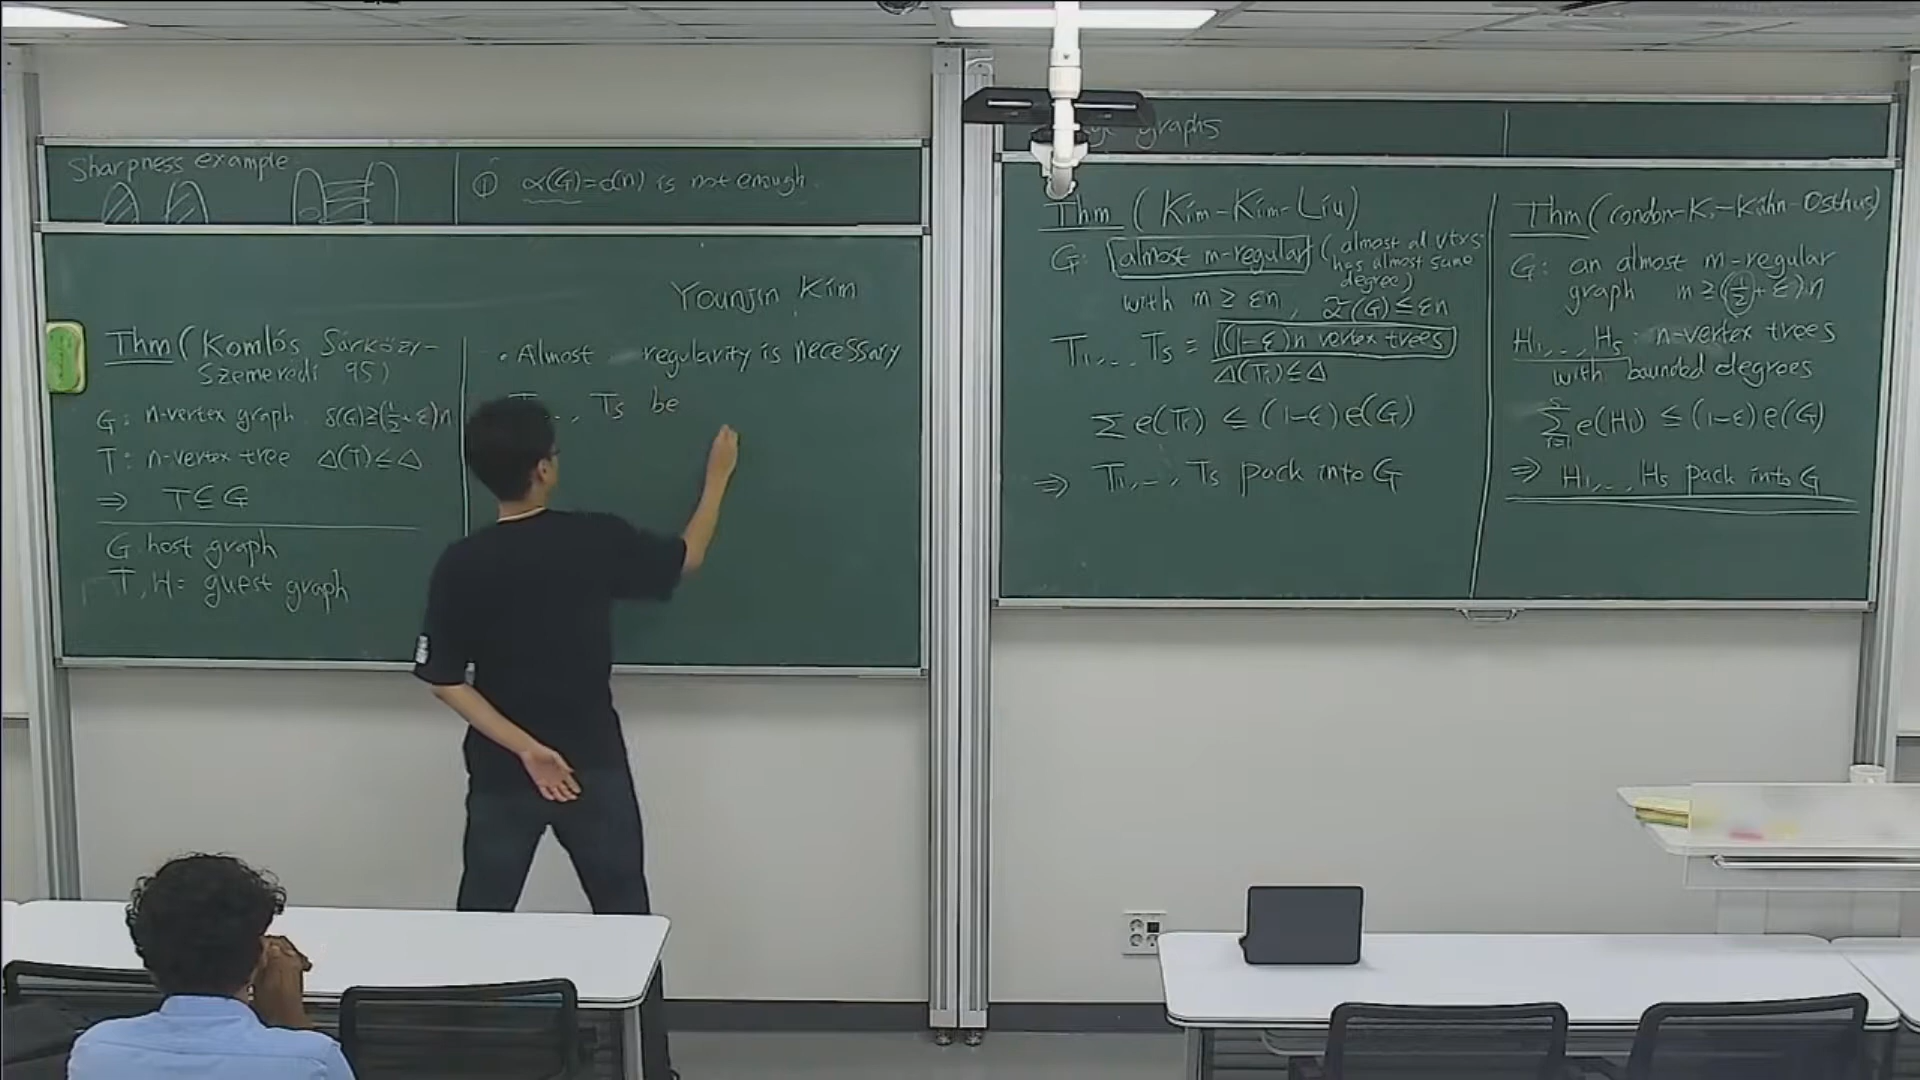 Sharpness example
① α(G)=o(n) is not enough.
Younjin Kim
Thm (Komlós Sárközy-
Szemerédi 95)
G: n-vertex graph δ(G)≥(1/2+ε)n
T: n-vertex tree Δ(T)≤Δ
⇒ T⊆G
G host graph
T, H = guest graph
• Almost regularity is necessary
Ts be
graphs
Thm (Kim-Kim-Liu)
G: almost m-regular (almost all vtxs has almost same degree)
with m ≥ εn, α̃(G) ≤ εn
T₁, …, Ts = (1-ε)n vertex trees
Δ(Tᵢ)≤Δ
Σ e(Tᵢ) ≤ (1-ε)e(G)
⇒ T₁, …, Ts pack into G
Thm (Condon-K.-Kühn-Osthus)
G: an almost m-regular
graph m ≥ (1/2+ε)n
H₁, …, Hs: n-vertex trees
with bounded degrees
Σ e(Hᵢ) ≤ (1-ε)e(G)
⇒ H₁, …, Hs pack into G